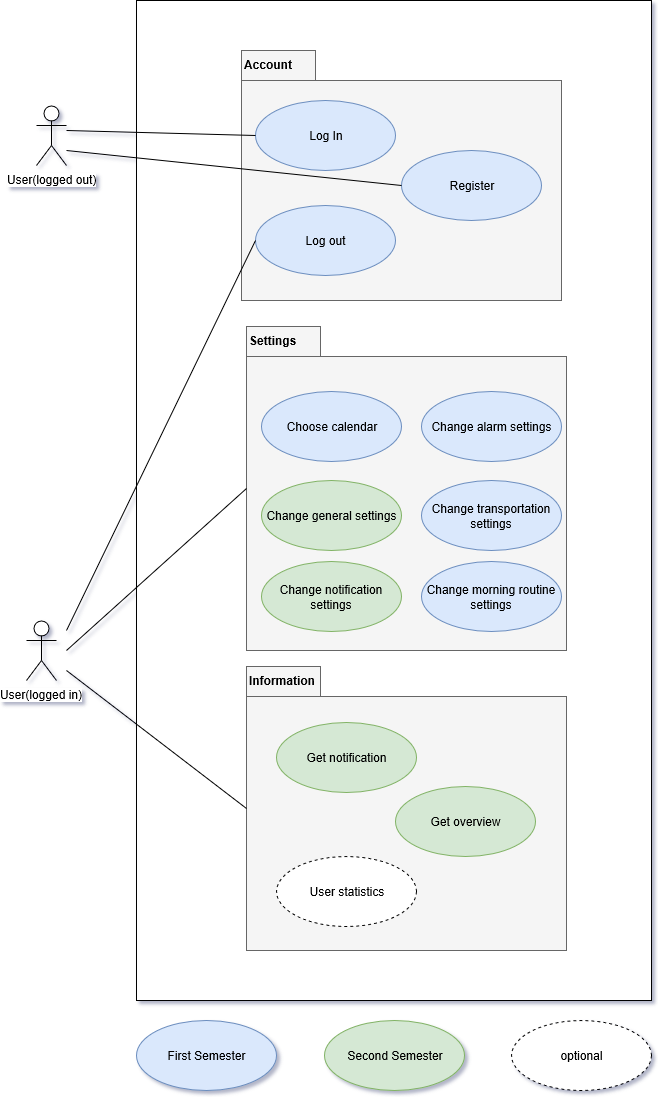 Account
Log In
User(logged out)
Register
Log out
Settings
Choose calendar
Change alarm settings
Change general settings
Change transportation
settings
Change notification
settings
Change morning routine
settings
User(logged in)
Information
Get notification
Get overview
User statistics
First Semester
Second Semester
optional